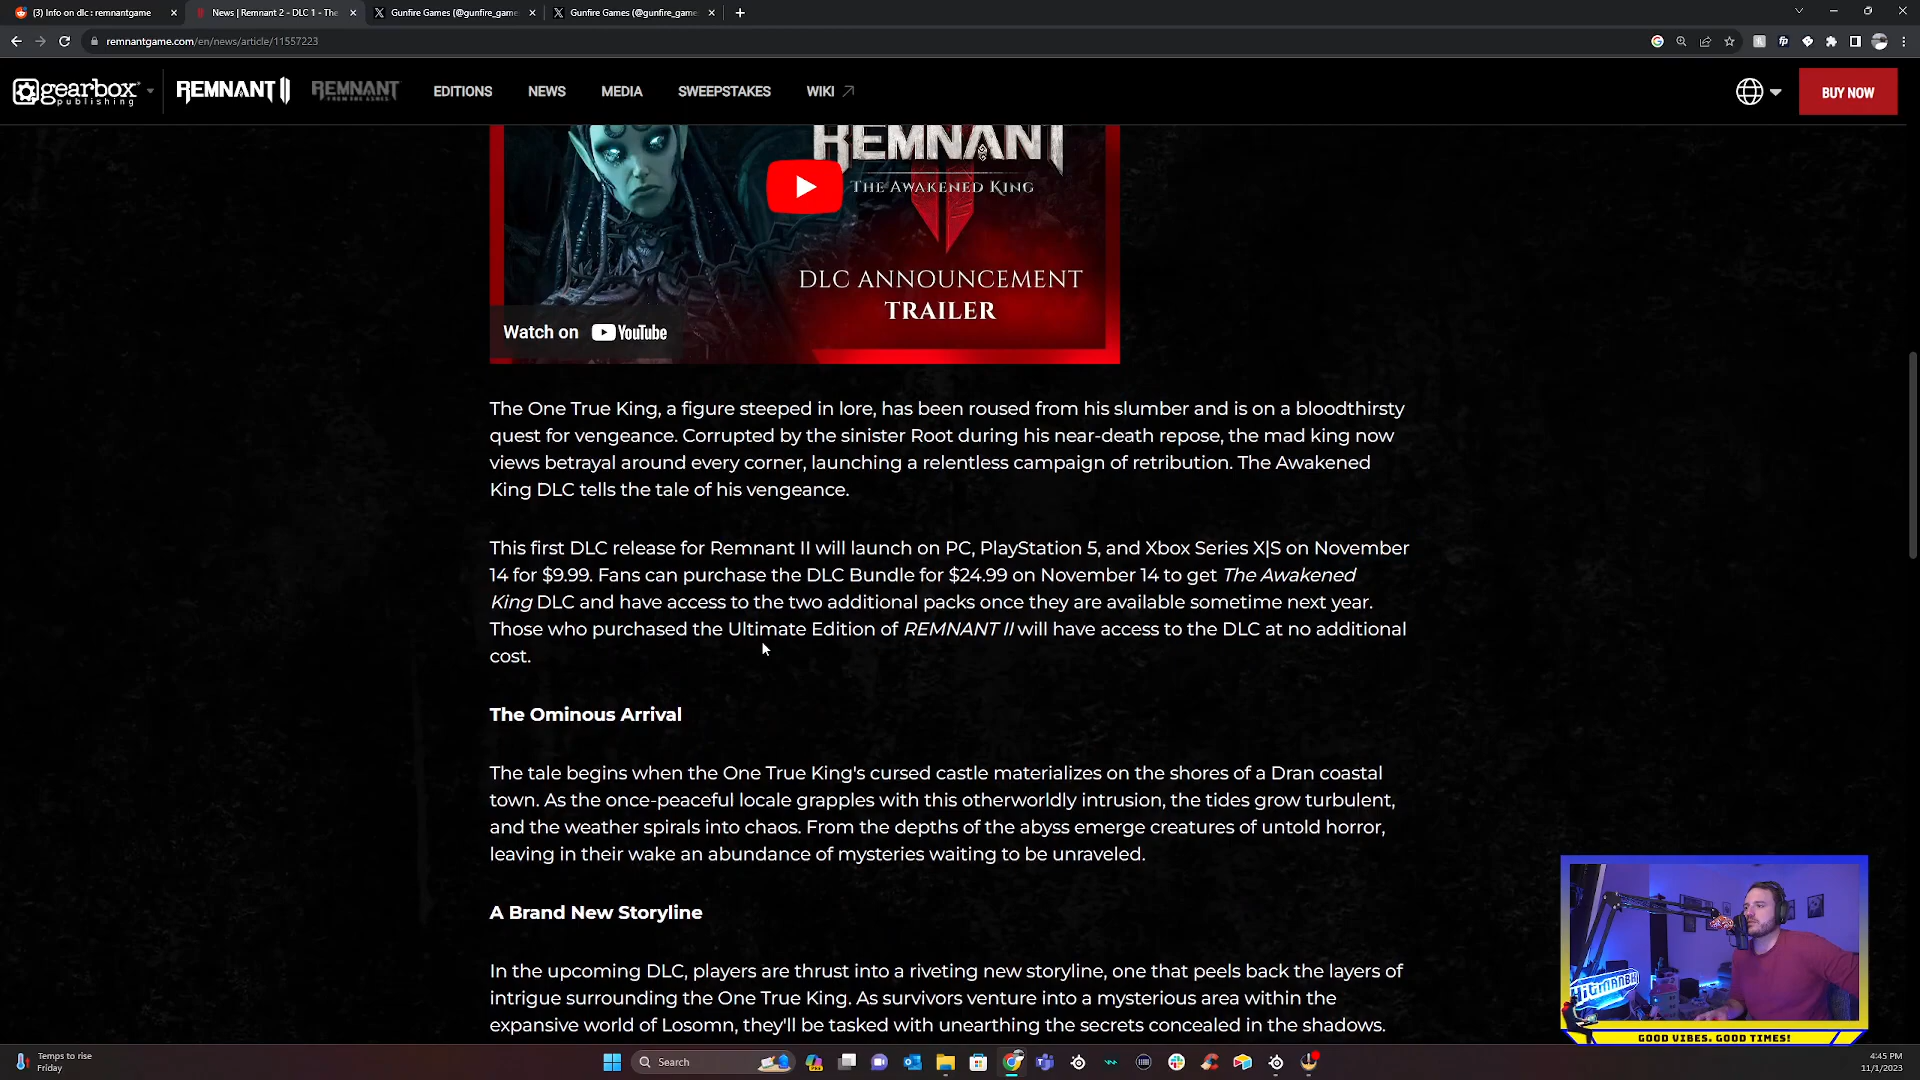 (3) Info on dlc : remnantgame
News | Remnant 2 - DLC 1 - The
Gunfire Games (@gunfire_game
Gunfire Games (@gunfire_game
remnantgame.com/en/news/article/11557223
gearbox publishing
REMNANT II
REMNANT FROM THE ASHES
EDITIONS
NEWS
MEDIA
SWEEPSTAKES
WIKI
BUY NOW
REMNANT II
THE AWAKENED KING
DLC ANNOUNCEMENT
TRAILER
Watch on YouTube
The One True King, a figure steeped in lore, has been roused from his slumber and is on a bloodthirsty
quest for vengeance. Corrupted by the sinister Root during his near-death repose, the mad king now
views betrayal around every corner, launching a relentless campaign of retribution. The Awakened
King DLC tells the tale of his vengeance.
This first DLC release for Remnant II will launch on PC, PlayStation 5, and Xbox Series X|S on November
14 for $9.99. Fans can purchase the DLC Bundle for $24.99 on November 14 to get The Awakened
King DLC and have access to the two additional packs once they are available sometime next year.
Those who purchased the Ultimate Edition of REMNANT II will have access to the DLC at no additional
cost.
The Ominous Arrival
The tale begins when the One True King's cursed castle materializes on the shores of a Dran coastal
town. As the once-peaceful locale grapples with this otherworldly intrusion, the tides grow turbulent,
and the weather spirals into chaos. From the depths of the abyss emerge creatures of untold horror,
leaving in their wake an abundance of mysteries waiting to be unraveled.
A Brand New Storyline
In the upcoming DLC, players are thrust into a riveting new storyline, one that peels back the layers of
intrigue surrounding the One True King. As survivors venture into a mysterious area within the
expansive world of Losomn, they'll be tasked with unearthing the secrets concealed in the shadows.
GOOD VIBES. GOOD TIMES!
Temps to rise
Friday
Search
4:45 PM
11/1/2023